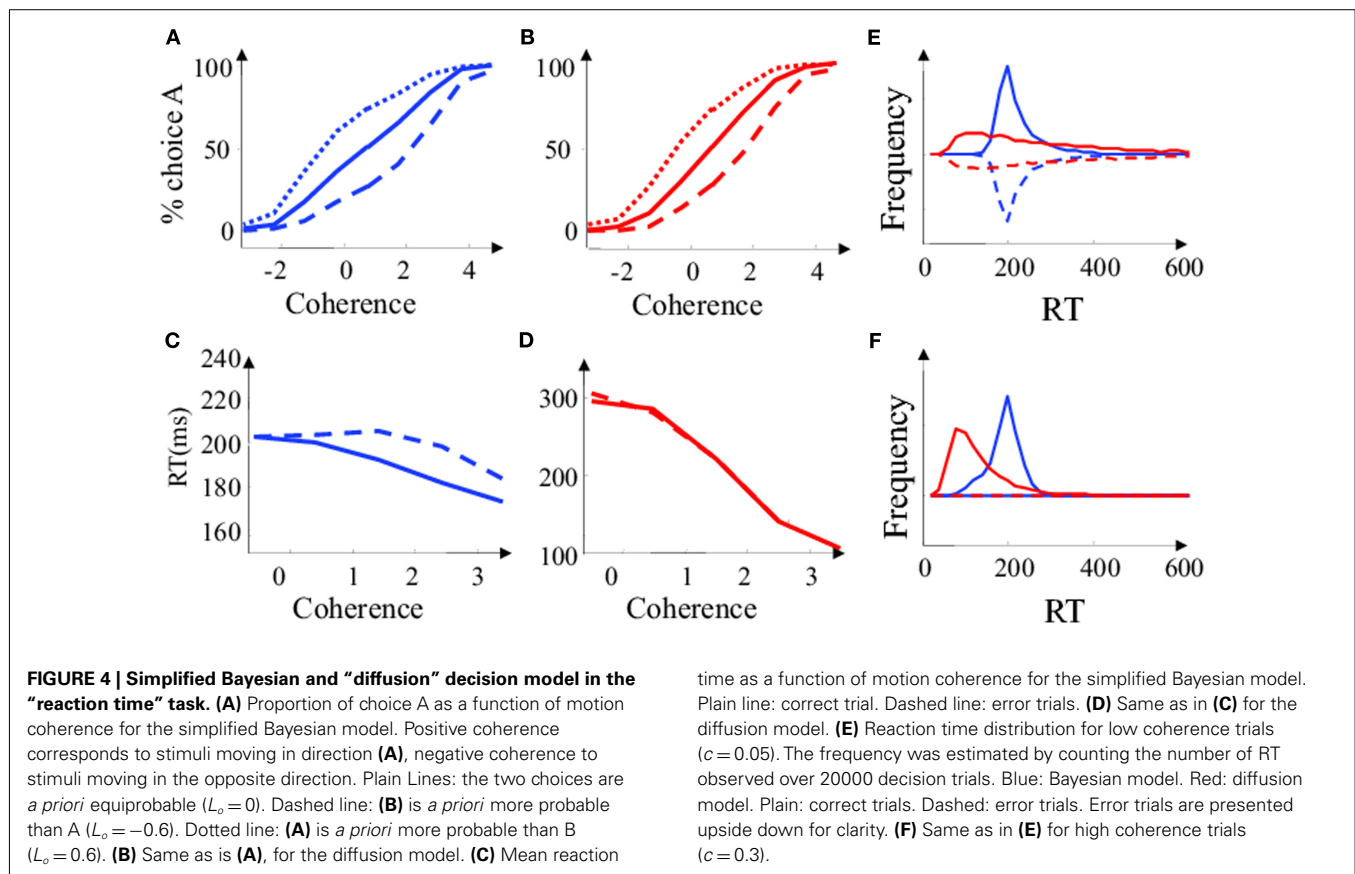 A
100
50
0
% choice A
-2 0 2 4
Coherence
B
100
50
0
-2 0 2 4
Coherence
E
Frequency
0 200 400 600
RT
C
240
220
200
180
160
RT(ms)
0 1 2 3
Coherence
D
300
200
100
0 1 2 3
Coherence
F
Frequency
0 200 400 600
RT
FIGURE 4 | Simplified Bayesian and “diffusion” decision model in the
“reaction time” task. (A) Proportion of choice A as a function of motion
coherence for the simplified Bayesian model. Positive coherence
corresponds to stimuli moving in direction (A), negative coherence to
stimuli moving in the opposite direction. Plain Lines: the two choices are
a priori equiprobable (Lo = 0). Dashed line: (B) is a priori more probable
than A (Lo = −0.6). Dotted line: (A) is a priori more probable than B
(Lo = 0.6). (B) Same as is (A), for the diffusion model. (C) Mean reaction
time as a function of motion coherence for the simplified Bayesian model.
Plain line: correct trial. Dashed line: error trials. (D) Same as in (C) for the
diffusion model. (E) Reaction time distribution for low coherence trials
(c = 0.05). The frequency was estimated by counting the number of RT
observed over 20000 decision trials. Blue: Bayesian model. Red: diffusion
model. Plain: correct trials. Dashed: error trials. Error trials are presented
upside down for clarity. (F) Same as in (E) for high coherence trials
(c = 0.3).